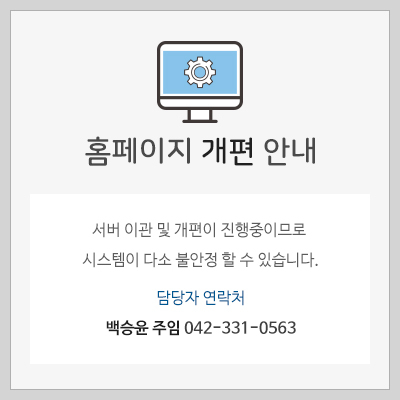 홈페이지 개편 안내
서버 이관 및 개편이 진행중이므로
시스템이 다소 불안정 할 수 있습니다.
담당자 연락처
백승윤 주임 042-331-0563